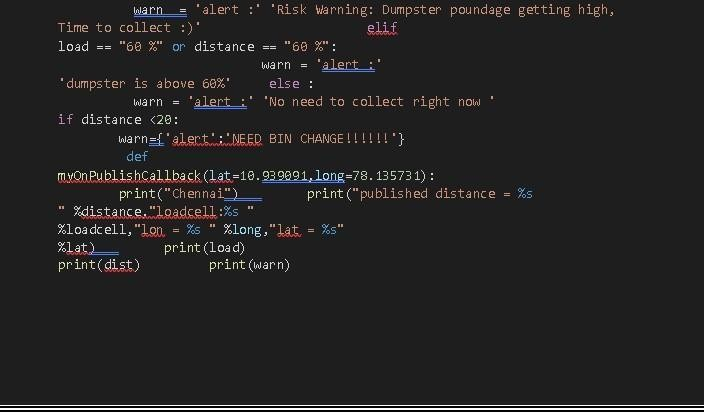 warn  = 'alert :' 'Risk Warning: Dumpster poundage getting high,
Time to collect :)' elif
load == "60 %" or distance == "60 %":
warn = 'alert :'
'dumpster is above 60%' else :
warn = 'alert :' 'No need to collect right now '
if distance <20:
warn={'alert':'NEED BIN CHANGE!!!!!!'}
def
myOnPublishCallback(lat=10.939091,long=78.135731):
print("Chennai") print("published distance = %s
" %distance,"loadcell:%s "
%loadcell,"lon = %s " %long,"lat = %s"
%lat) print(load)
print(dist) print(warn)